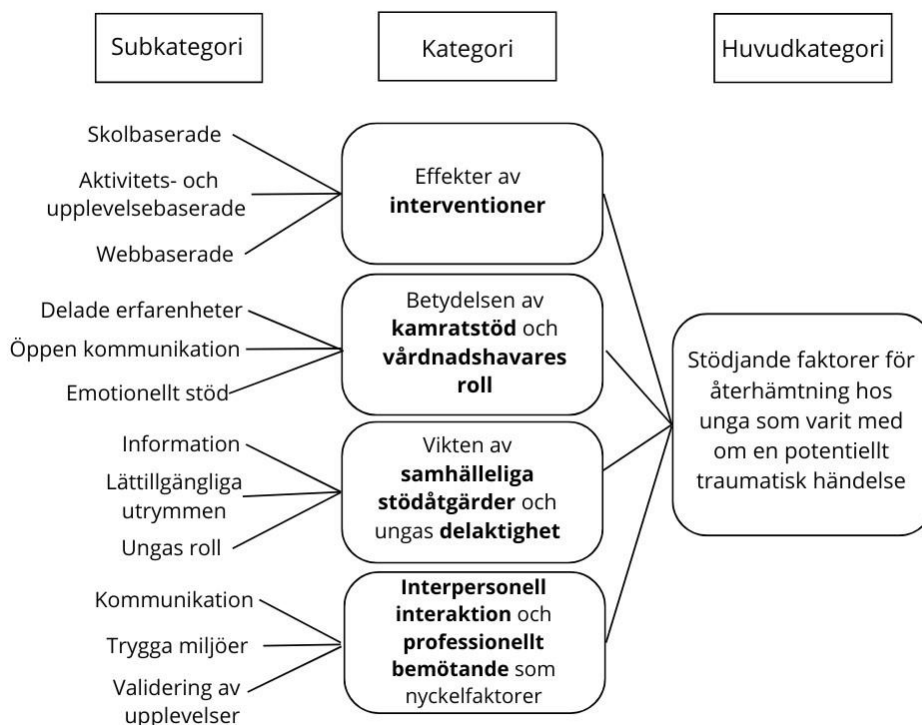 Subkategori
Kategori
Huvudkategori
Skolbaserade
Aktivitets- och
upplevelsebaserade
Webbaserade
Effekter av
interventioner
Delade erfarenheter
Öppen kommunikation
Emotionellt stöd
Betydelsen av
kamratstöd och
vårdnadshavares
roll
Information
Lättillgängliga
utrymmen
Ungas roll
Vikten av
samhälleliga
stödåtgärder och
ungas delaktighet
Kommunikation
Trygga miljöer
Validering av
upplevelser
Interpersonell
interaktion och
professionellt
bemötande som
nyckelfaktorer
Stödjande faktorer för
återhämtning hos
unga som varit med
om en potentiellt
traumatisk händelse